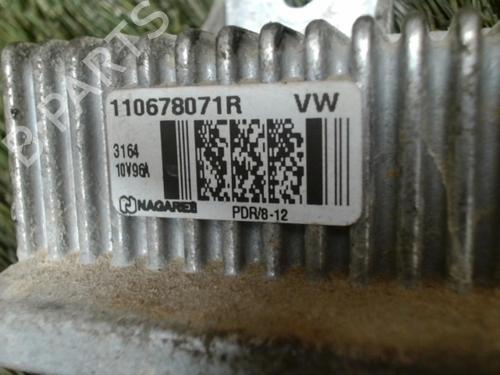 B PARTS
110678071R VW
3164
10V96A
NAGARES
PDR/8-12